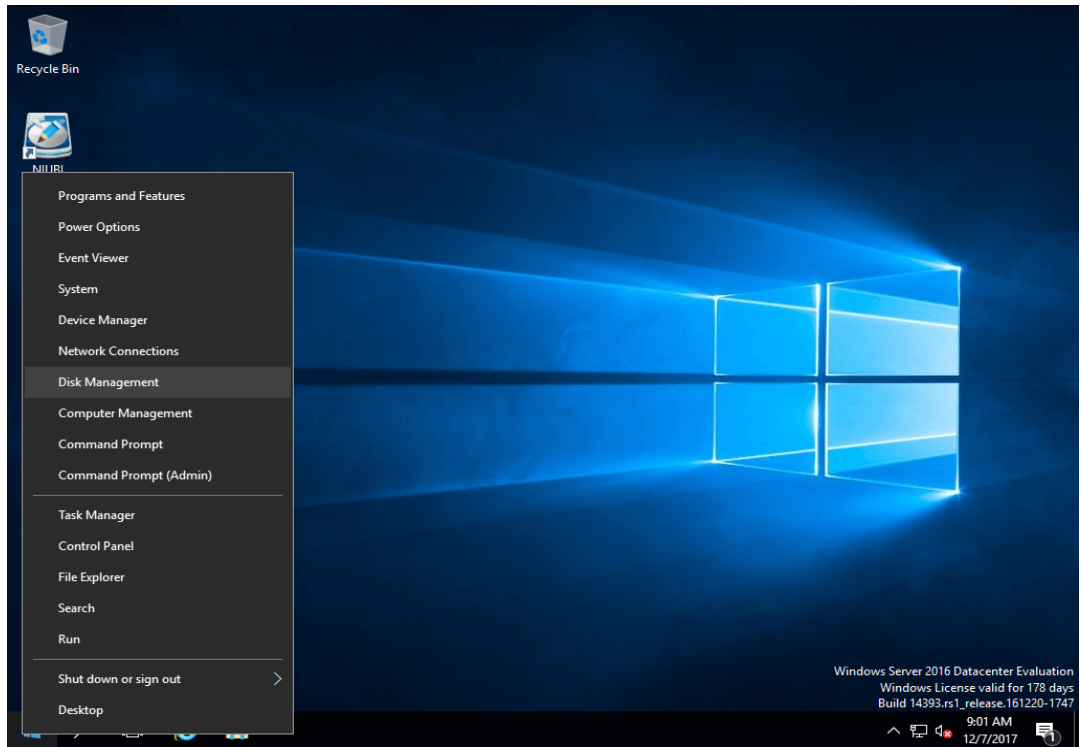 Recycle Bin
NIUBI
Programs and Features
Power Options
Event Viewer
System
Device Manager
Network Connections
Disk Management
Computer Management
Command Prompt
Command Prompt (Admin)
Task Manager
Control Panel
File Explorer
Search
Run
Shut down or sign out
Desktop
Windows Server 2016 Datacenter Evaluation
Windows License valid for 178 days
Build 14393.rs1_release.161220-1747
9:01 AM
12/7/2017
1